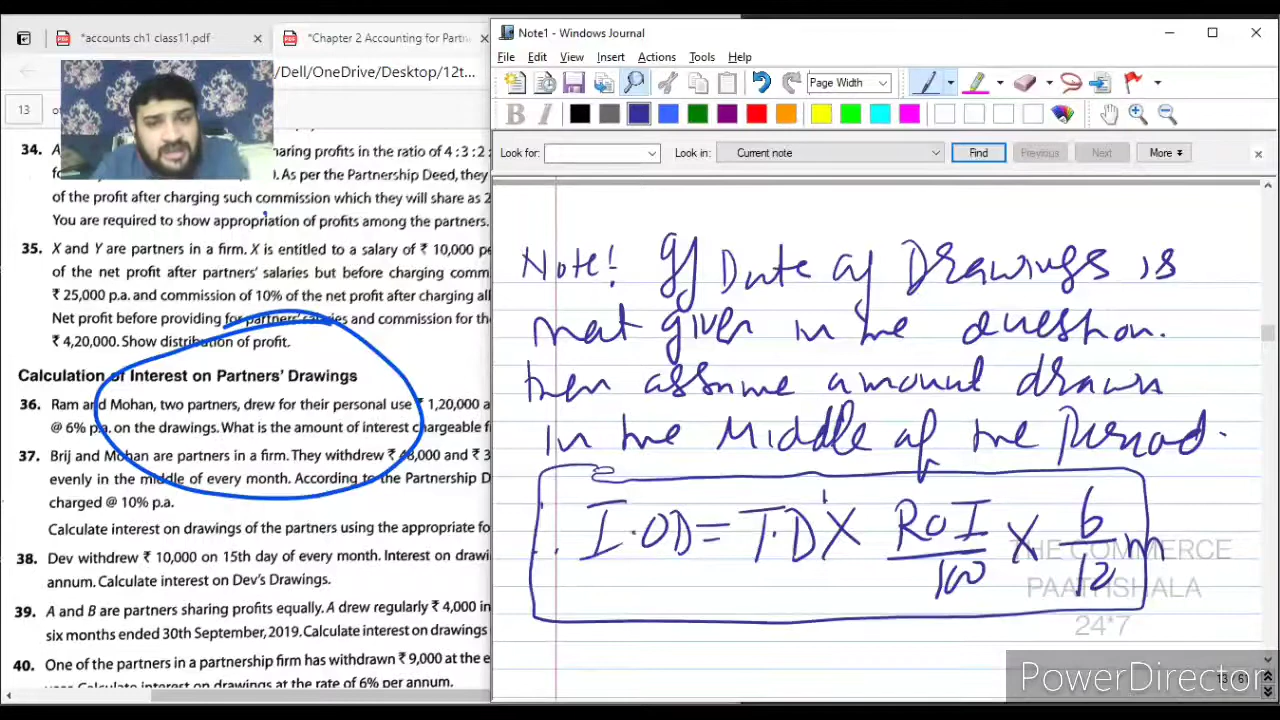 *accounts ch1 class11.pdf
*Chapter 2 Accounting for Partn
/Dell/OneDrive/Desktop/12t...
13 of
34. A
haring profits in the ratio of 4 : 3 : 2 :
. As per the Partnership Deed, they
of the profit after charging such commission which they will share as 2
You are required to show appropriation of profits among the partners.
35. X and Y are partners in a firm. X is entitled to a salary of ₹ 10,000 pe
of the net profit after partners' salaries but before charging comm
₹ 25,000 p.a. and commission of 10% of the net profit after charging all
Net profit before providing for partners' salaries and commission for the
₹ 4,20,000. Show distribution of profit.
Calculation of Interest on Partners' Drawings
36. Ram and Mohan, two partners, drew for their personal use ₹ 1,20,000 a
@ 6% p.a. on the drawings. What is the amount of interest chargeable f
37. Brij and Mohan are partners in a firm. They withdrew ₹ 48,000 and ₹ 3
evenly in the middle of every month. According to the Partnership D
charged @ 10% p.a.
Calculate interest on drawings of the partners using the appropriate fo
38. Dev withdrew ₹ 10,000 on 15th day of every month. Interest on drawi
annum. Calculate interest on Dev's Drawings.
39. A and B are partners sharing profits equally. A drew regularly ₹ 4,000 in
six months ended 30th September, 2019. Calculate interest on drawings
40. One of the partners in a partnership firm has withdrawn ₹ 9,000 at the e
Calculate interest on drawings at the rate of 6% per annum.
Note1 - Windows Journal
File Edit View Insert Actions Tools Help
Page Width
B I
Look for: Look in: Current note Find Previous Next More
Note! If Date of Drawings is
not given in the question.
then assume amount drawn
in the Middle of the Period.
I.OD = T.D X RoI/100 X 6/12 m
THE COMMERCE
PAATHSHALA
24*7
PowerDirector